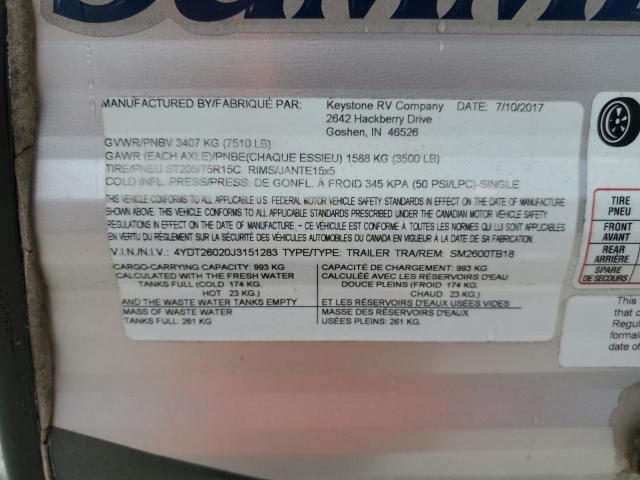 SUMM
MANUFACTURED BY/FABRIQUÉ PAR: Keystone RV Company DATE: 7/10/2017
2642 Hackberry Drive
Goshen, IN 46526
GVWR/PNBV 3407 KG (7510 LB)
GAWR (EACH AXLE)/PNBE(CHAQUE ESSIEU) 1588 KG (3500 LB)
TIRE/PNEU ST205/75R15C RIMS/JANTE15x5
COLD INFL. PRESS/PRESS. DE GONFL. À FROID 345 KPA (50 PSI/LPC)-SINGLE
THIS VEHICLE CONFORMS TO ALL APPLICABLE U.S. FEDERAL MOTOR VEHICLE SAFETY STANDARDS IN EFFECT ON THE DATE OF MANUFACTURE
SHOWN ABOVE. THIS VEHICLE CONFORMS TO ALL APPLICABLE STANDARDS PRESCRIBED UNDER THE CANADIAN MOTOR VEHICLE SAFETY
REGULATIONS IN EFFECT ON THE DATE OF MANUFACTURE. - CE VÉHICULE EST CONFORME À TOUTES LES NORMES QUI LUI SONT APPLICABLES
EN VERTU DU RÈGLEMENT SUR LA SÉCURITÉ DES VÉHICULES AUTOMOBILES DU CANADA EN VIGUEUR À LA DATE DE SA FABRICATION.
V.I.N./N.I.V.: 4YDT26020J3151283 TYPE/TYPE: TRAILER TRA/REM: SM2600TB18
CARGO-CARRYING CAPACITY: 993 KG
CALCULATED WITH THE FRESH WATER
TANKS FULL (COLD 174 KG.
HOT 23 KG.)
AND THE WASTE WATER TANKS EMPTY
MASS OF WASTE WATER
TANKS FULL: 261 KG
CAPACITÉ DE CHARGEMENT: 993 KG
CALCULÉE AVEC LES RÉSERVOIRS D'EAU
DOUCE PLEINS (FROID 174 KG.
CHAUD 23 KG.)
ET LES RÉSERVOIRS D'EAUX USÉES VIDES
MASSE DES RÉSERVOIRS D'EAUX
USÉES PLEINS: 261 KG
TIRE
PNEU
FRONT
AVANT
REAR
ARRIÈRE
SPARE
DE SECOURS
This
Regu
formal
date of